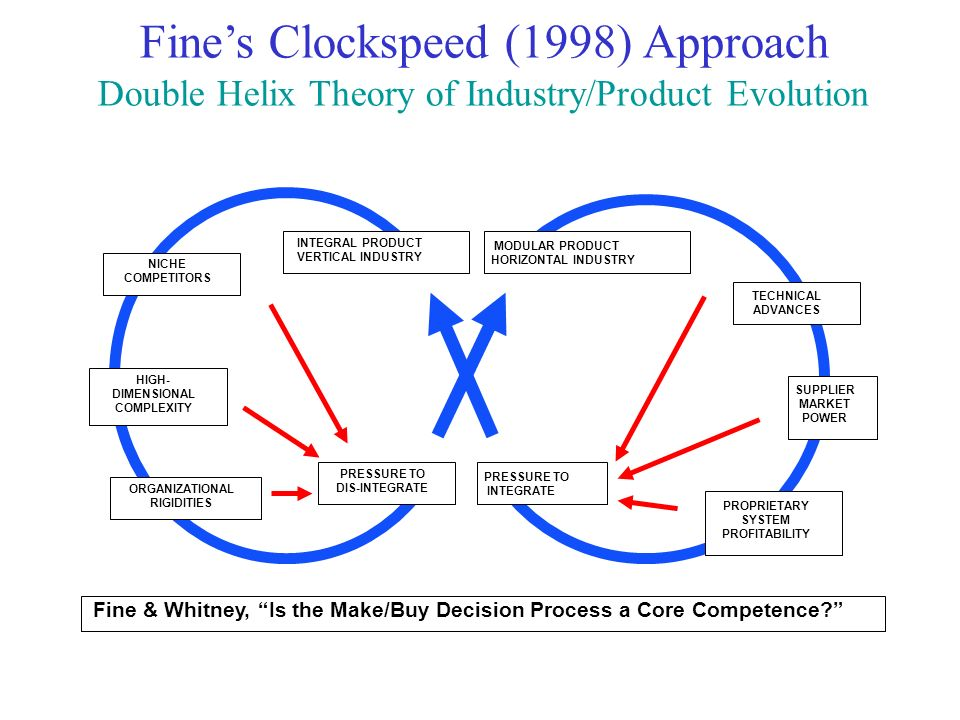 Fine’s Clockspeed (1998) Approach
Double Helix Theory of Industry/Product Evolution
INTEGRAL PRODUCT
VERTICAL INDUSTRY
MODULAR PRODUCT
HORIZONTAL INDUSTRY
NICHE
COMPETITORS
TECHNICAL
ADVANCES
HIGH-
DIMENSIONAL
COMPLEXITY
SUPPLIER
MARKET
POWER
ORGANIZATIONAL
RIGIDITIES
PRESSURE TO
DIS-INTEGRATE
PRESSURE TO
INTEGRATE
PROPRIETARY
SYSTEM
PROFITABILITY
Fine & Whitney, “Is the Make/Buy Decision Process a Core Competence?”